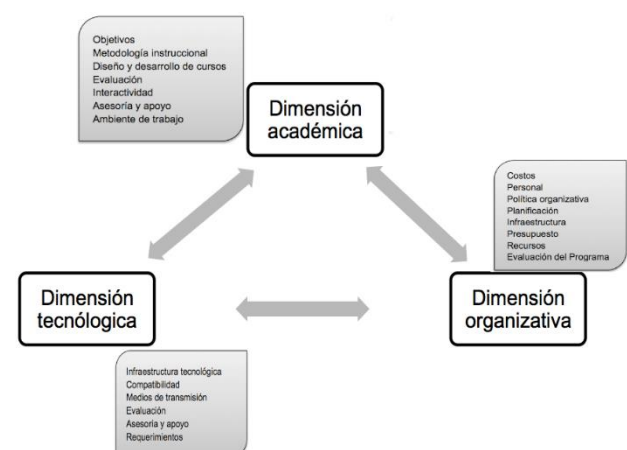 Objetivos
Metodología instruccional
Diseño y desarrollo de cursos
Evaluación
Interactividad
Asesoría y apoyo
Ambiente de trabajo
Dimensión
académica
Costos
Personal
Política organizativa
Planificación
Infraestructura
Presupuesto
Recursos
Evaluación del Programa
Dimensión
tecnólogica
Dimensión
organizativa
Infraestructura tecnológica
Compatibilidad
Medios de transmisión
Evaluación
Asesoría y apoyo
Requerimientos